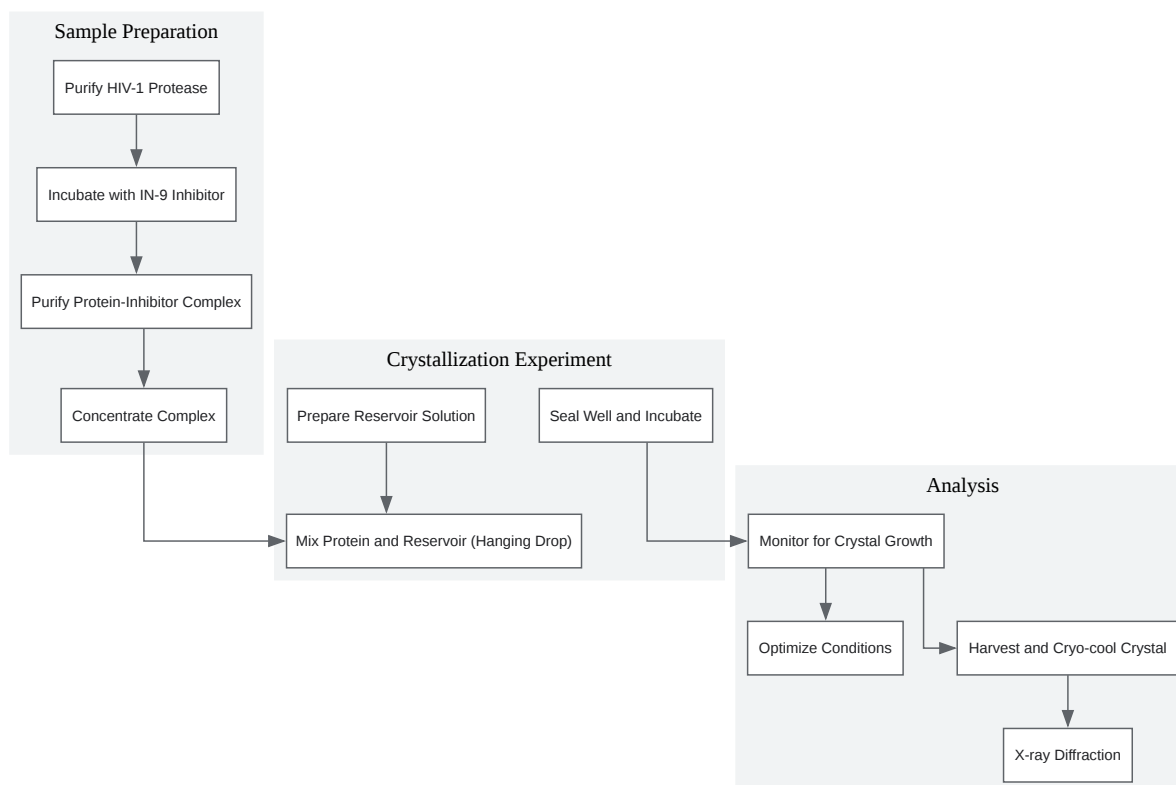 Sample Preparation
Purify HIV-1 Protease
Incubate with IN-9 Inhibitor
Purify Protein-Inhibitor Complex
Concentrate Complex
Crystallization Experiment
Prepare Reservoir Solution
Seal Well and Incubate
Mix Protein and Reservoir (Hanging Drop)
Analysis
Monitor for Crystal Growth
Optimize Conditions
Harvest and Cryo-cool Crystal
X-ray Diffraction